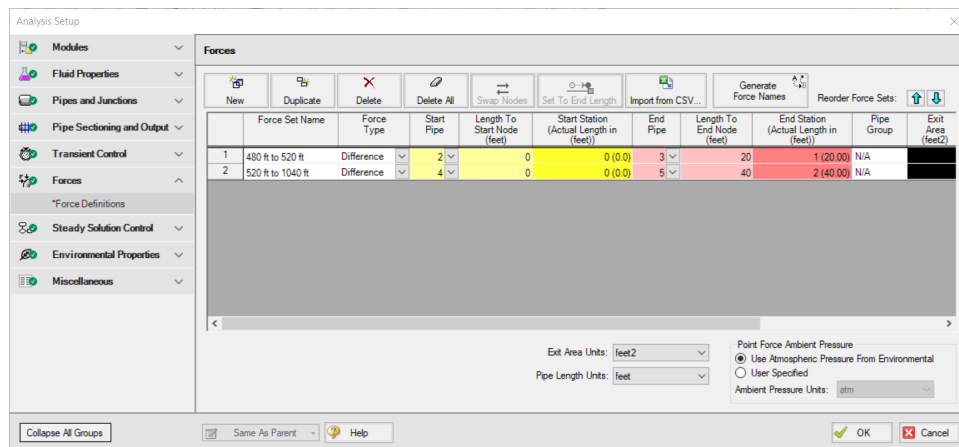 Analysis Setup
Modules
Fluid Properties
Pipes and Junctions
Pipe Sectioning and Output
Transient Control
Forces
*Force Definitions
Steady Solution Control
Environmental Properties
Miscellaneous
Forces
New
Duplicate
Delete
Delete All
Swap Nodes
Set To End Length
Import from CSV...
Generate
Force Names
Reorder Force Sets:
Force Set Name
Force
Type
Start
Pipe
Length To
Start Node
(feet)
Start Station
(Actual Length in
(feet))
End
Pipe
Length To
End Node
(feet)
End Station
(Actual Length in
(feet))
Pipe
Group
Exit
Area
(feet2)
1 480 ft to 520 ft Difference 2 0 0 (0.0) 3 20 1 (20.00) N/A
2 520 ft to 1040 ft Difference 4 0 0 (0.0) 5 40 2 (40.00) N/A
Exit Area Units: feet2
Pipe Length Units: feet
Point Force Ambient Pressure
Use Atmospheric Pressure From Environmental
User Specified
Ambient Pressure Units: atm
Collapse All Groups
Same As Parent
Help
OK
Cancel